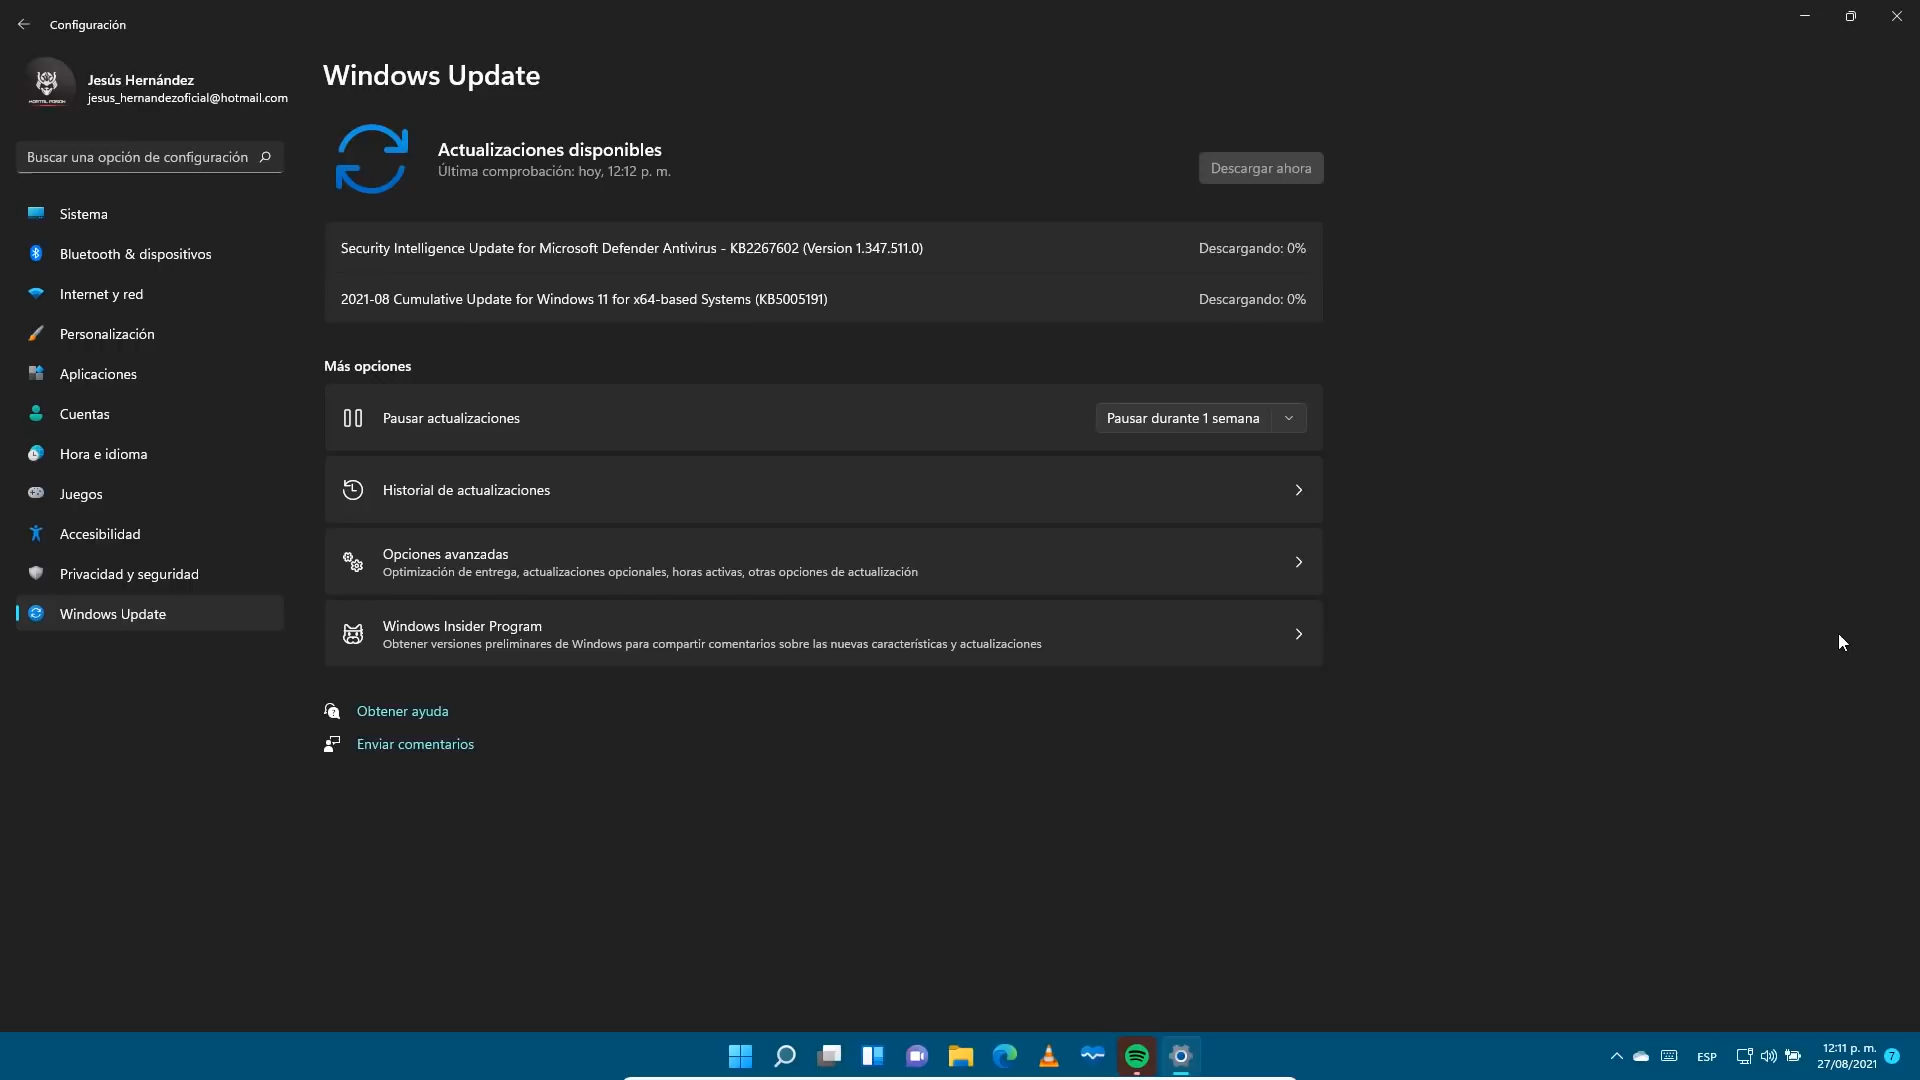 Configuración
Jesús Hernández
jesus_hernandezoficial@hotmail.com
Buscar una opción de configuración
Sistema
Bluetooth & dispositivos
Internet y red
Personalización
Aplicaciones
Cuentas
Hora e idioma
Juegos
Accesibilidad
Privacidad y seguridad
Windows Update
Windows Update
Actualizaciones disponibles
Última comprobación: hoy, 12:12 p. m.
Descargar ahora
Security Intelligence Update for Microsoft Defender Antivirus - KB2267602 (Version 1.347.511.0)
Descargando: 0%
2021-08 Cumulative Update for Windows 11 for x64-based Systems (KB5005191)
Descargando: 0%
Más opciones
Pausar actualizaciones
Pausar durante 1 semana
Historial de actualizaciones
Opciones avanzadas
Optimización de entrega, actualizaciones opcionales, horas activas, otras opciones de actualización
Windows Insider Program
Obtener versiones preliminares de Windows para compartir comentarios sobre las nuevas características y actualizaciones
Obtener ayuda
Enviar comentarios
ESP
12:11 p. m.
27/08/2021
7